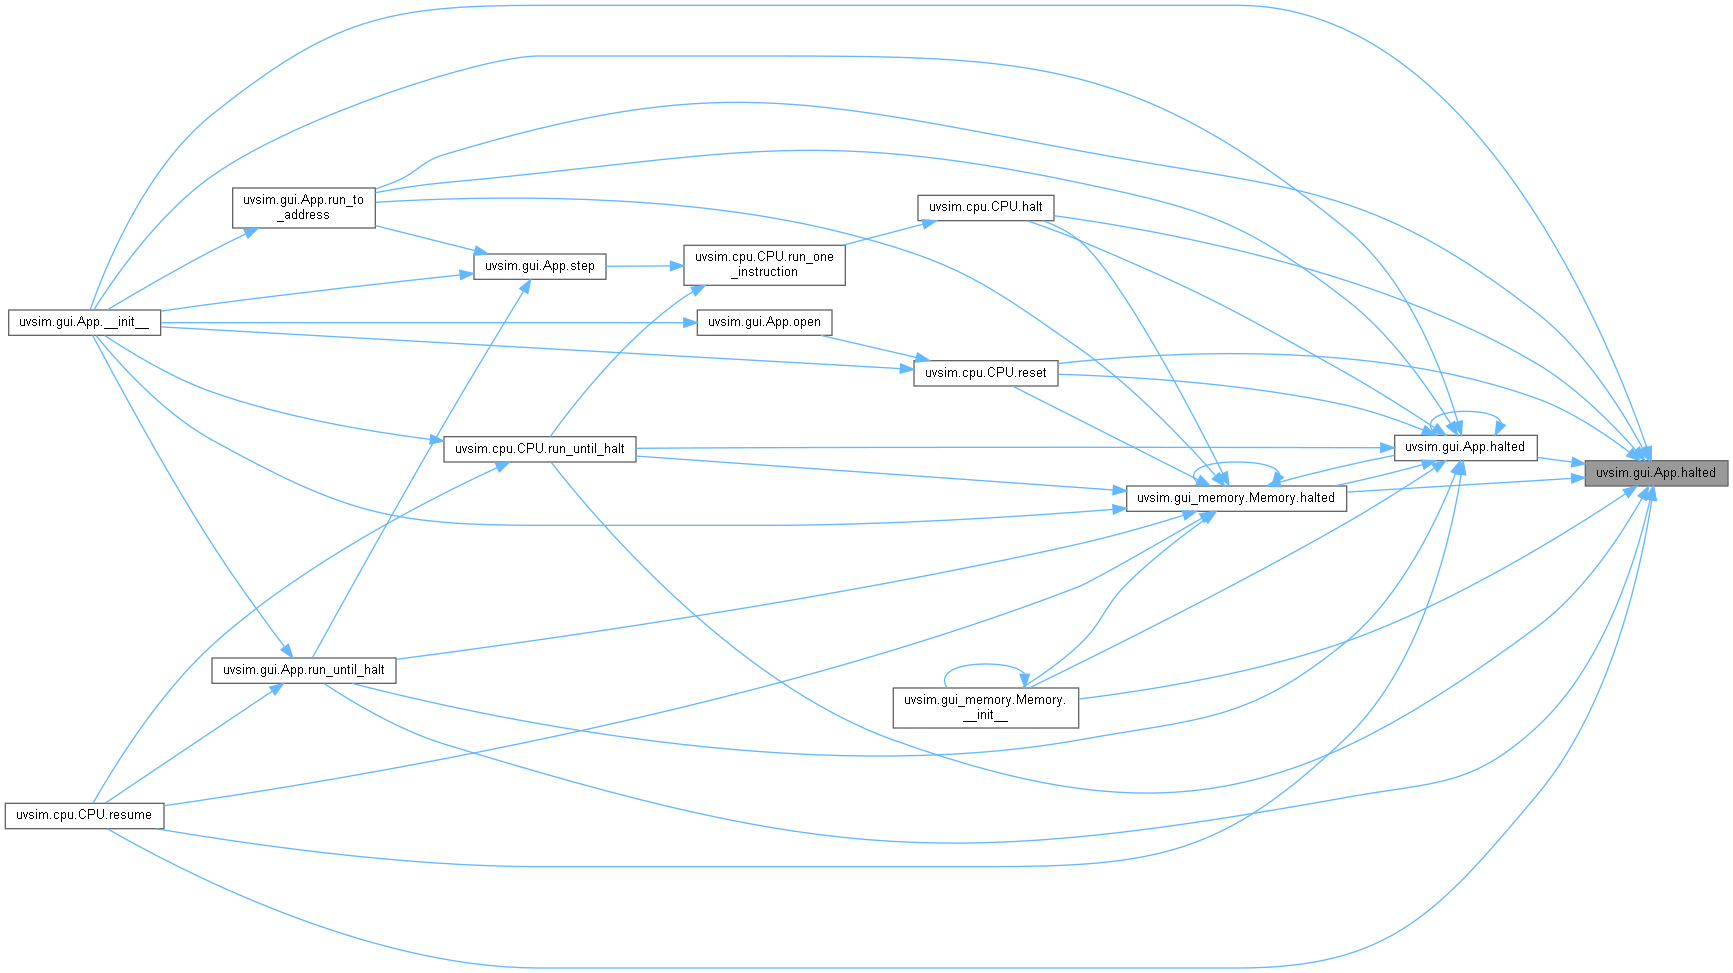 uvsim.gui.App.run_to
_address
uvsim.cpu.CPU.halt
uvsim.cpu.CPU.run_one
_instruction
uvsim.gui.App.step
uvsim.gui.App.__init__
uvsim.gui.App.open
uvsim.cpu.CPU.reset
uvsim.cpu.CPU.run_until_halt
uvsim.gui.App.halted
uvsim.gui.App.halted
uvsim.gui_memory.Memory.halted
uvsim.gui.App.run_until_halt
uvsim.gui_memory.Memory.
__init__
uvsim.cpu.CPU.resume